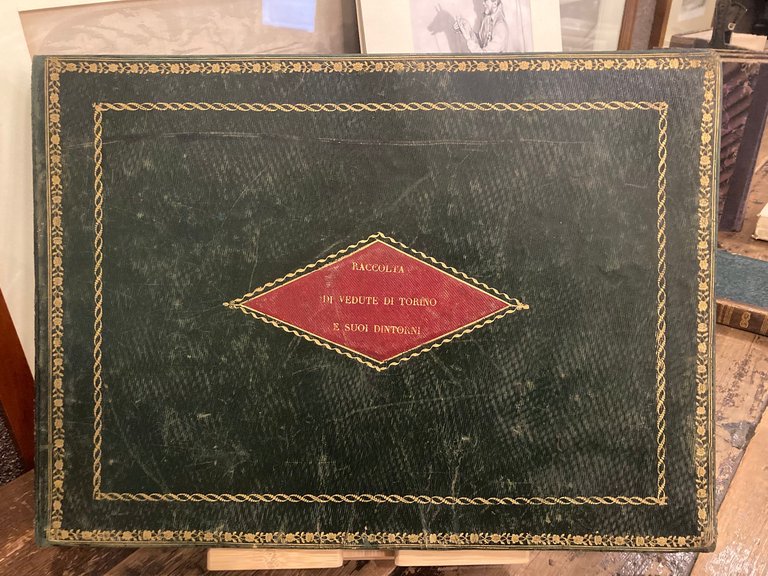 RACCOLTA
DI VEDUTE DI TORINO
E SUOI DINTORNI